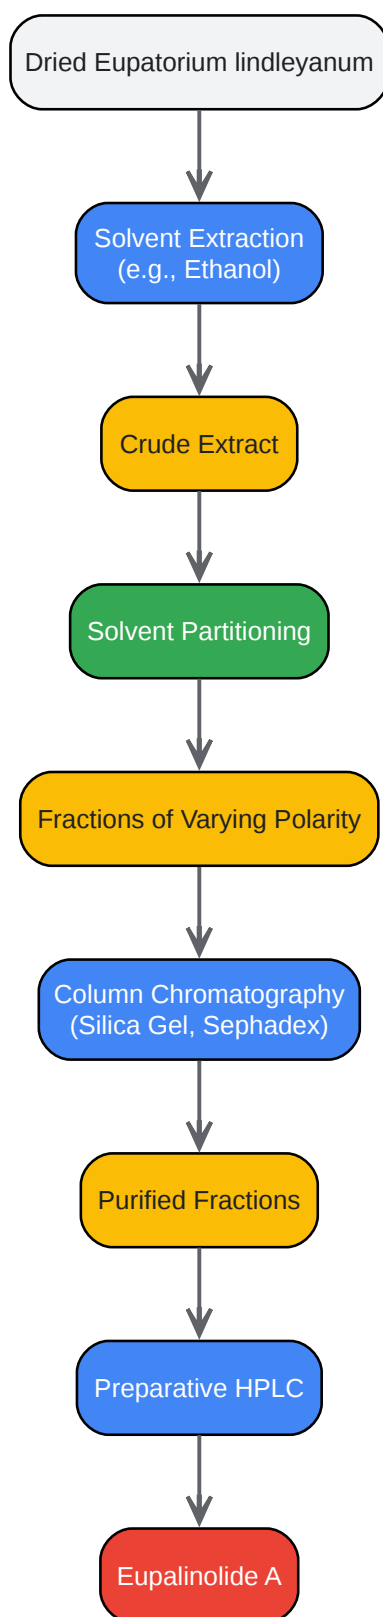 Dried Eupatorium lindleyanum
Solvent Extraction
(e.g., Ethanol)
Crude Extract
Solvent Partitioning
Fractions of Varying Polarity
Column Chromatography
(Silica Gel, Sephadex)
Purified Fractions
Preparative HPLC
Eupalinolide A